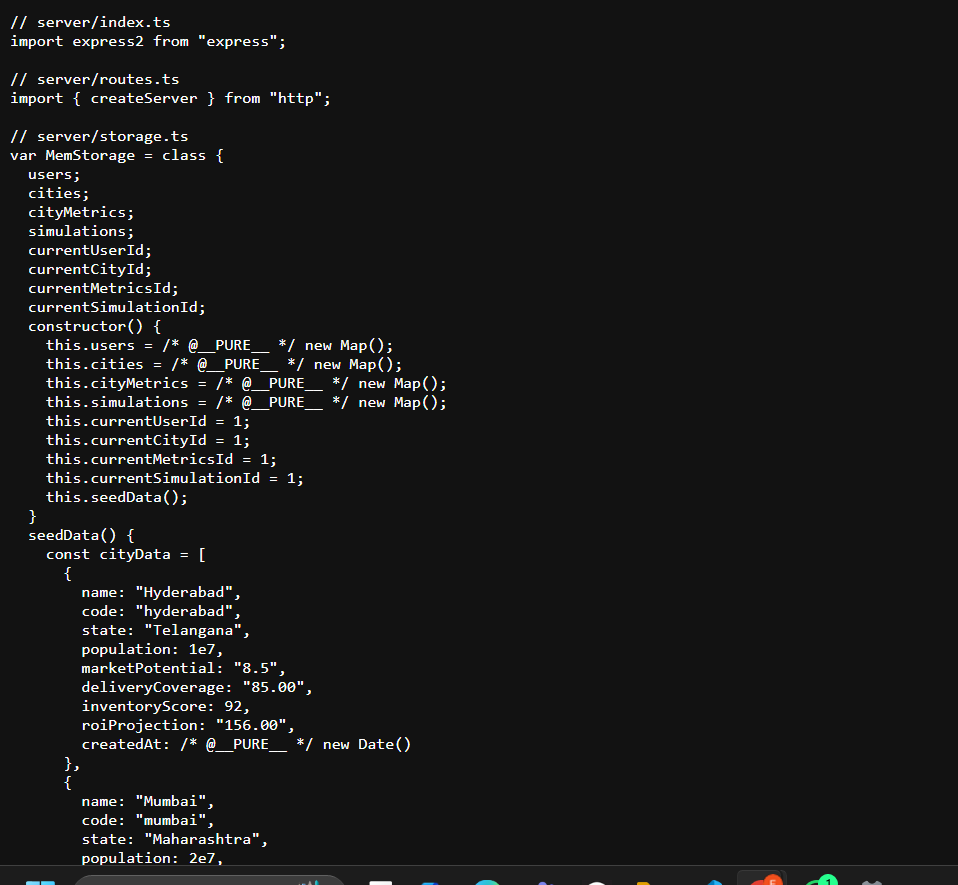 // server/index.ts
import express2 from "express";
// server/routes.ts
import { createServer } from "http";
// server/storage.ts
var MemStorage = class {
users;
cities;
cityMetrics;
simulations;
currentUserId;
currentCityId;
currentMetricsId;
currentSimulationId;
constructor() {
this.users = /* @__PURE__ */ new Map();
this.cities = /* @__PURE__ */ new Map();
this.cityMetrics = /* @__PURE__ */ new Map();
this.simulations = /* @__PURE__ */ new Map();
this.currentUserId = 1;
this.currentCityId = 1;
this.currentMetricsId = 1;
this.currentSimulationId = 1;
this.seedData();
}
seedData() {
const cityData = [
{
name: "Hyderabad",
code: "hyderabad",
state: "Telangana",
population: 1e7,
marketPotential: "8.5",
deliveryCoverage: "85.00",
inventoryScore: 92,
roiProjection: "156.00",
createdAt: /* @__PURE__ */ new Date()
},
{
name: "Mumbai",
code: "mumbai",
state: "Maharashtra",
population: 2e7,
5
1